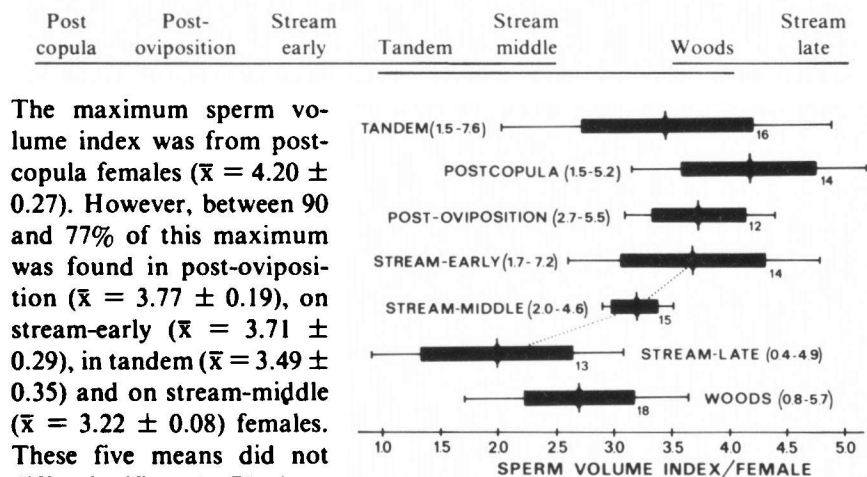 Post Post- Stream Stream Stream
copula oviposition early Tandem middle Woods late
The maximum sperm vo-
lume index was from post-
copula females (x̄ = 4.20 ±
0.27). However, between 90
and 77% of this maximum
was found in post-oviposi-
tion (x̄ = 3.77 ± 0.19), on
stream-early (x̄ = 3.71 ±
0.29), in tandem (x̄ = 3.49 ±
0.35) and on stream-middle
(x̄ = 3.22 ± 0.08) females.
These five means did not
TANDEM (1.5-7.6) 16
POSTCOPULA (1.5-5.2) 14
POST-OVIPOSITION (2.7-5.5) 12
STREAM-EARLY (1.7-7.2) 14
STREAM-MIDDLE (2.0-4.6) 15
13 STREAM-LATE (0.4-4.9)
18 WOODS (0.8-5.7)
1.0 1.5 2.0 2.5 3.0 3.5 4.0 4.5 5.0
SPERM VOLUME INDEX/FEMALE